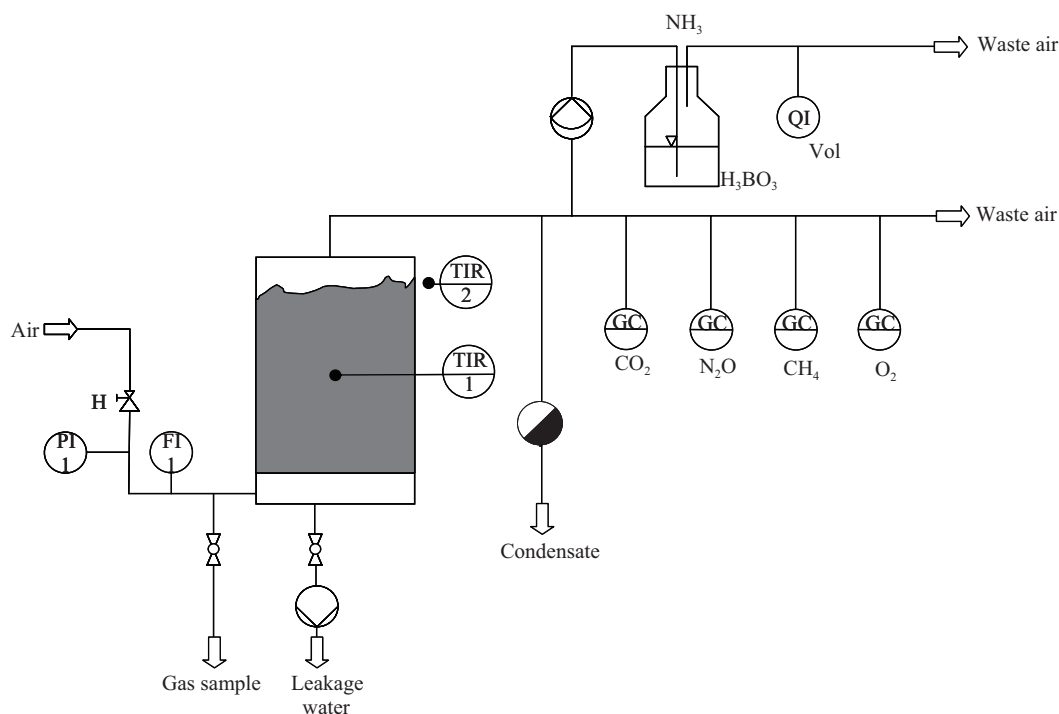 NH₃
Waste air
QI
Vol
H₃BO₃
Waste air
TIR
2
GC
GC
GC
GC
CO₂
N₂O
CH₄
O₂
Air
TIR
1
H
PI
1
FI
1
Condensate
Gas sample
Leakage
water